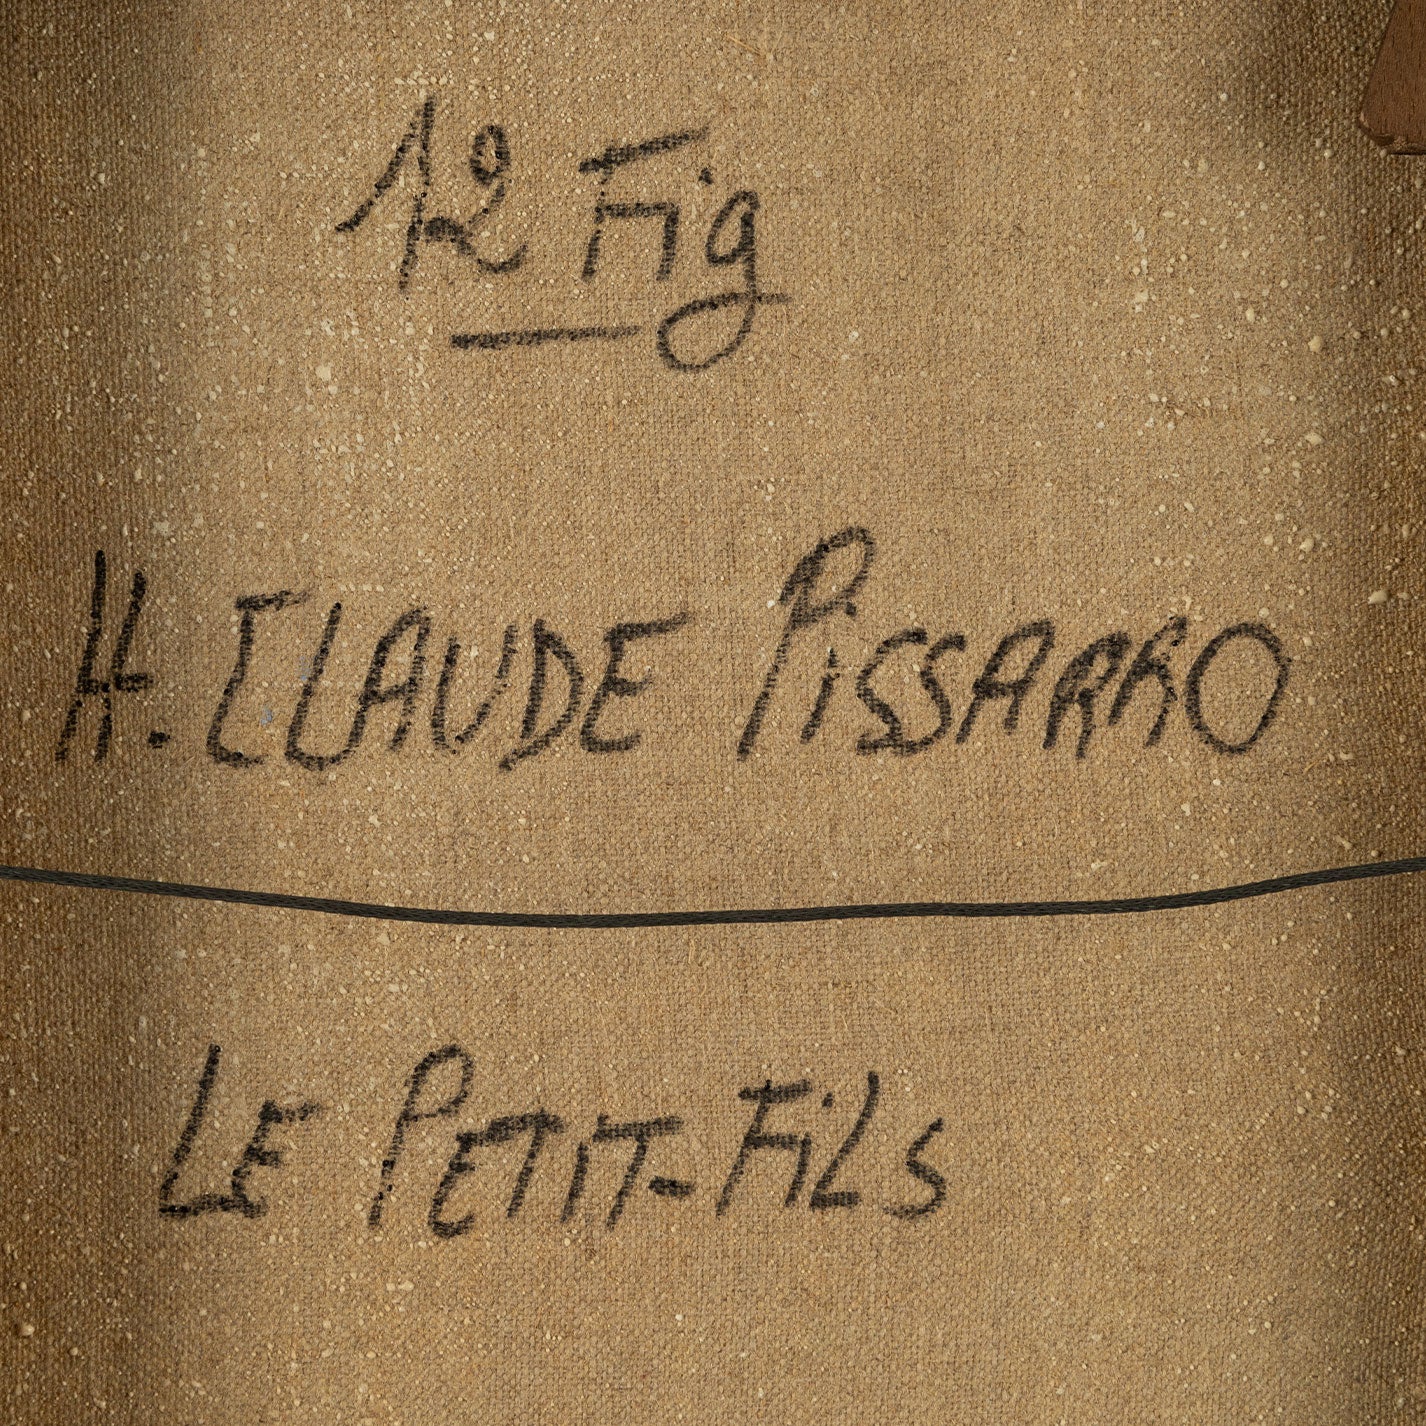 12 Fig
H. CLAUDE PISSARRO
LE PETIT-FILS